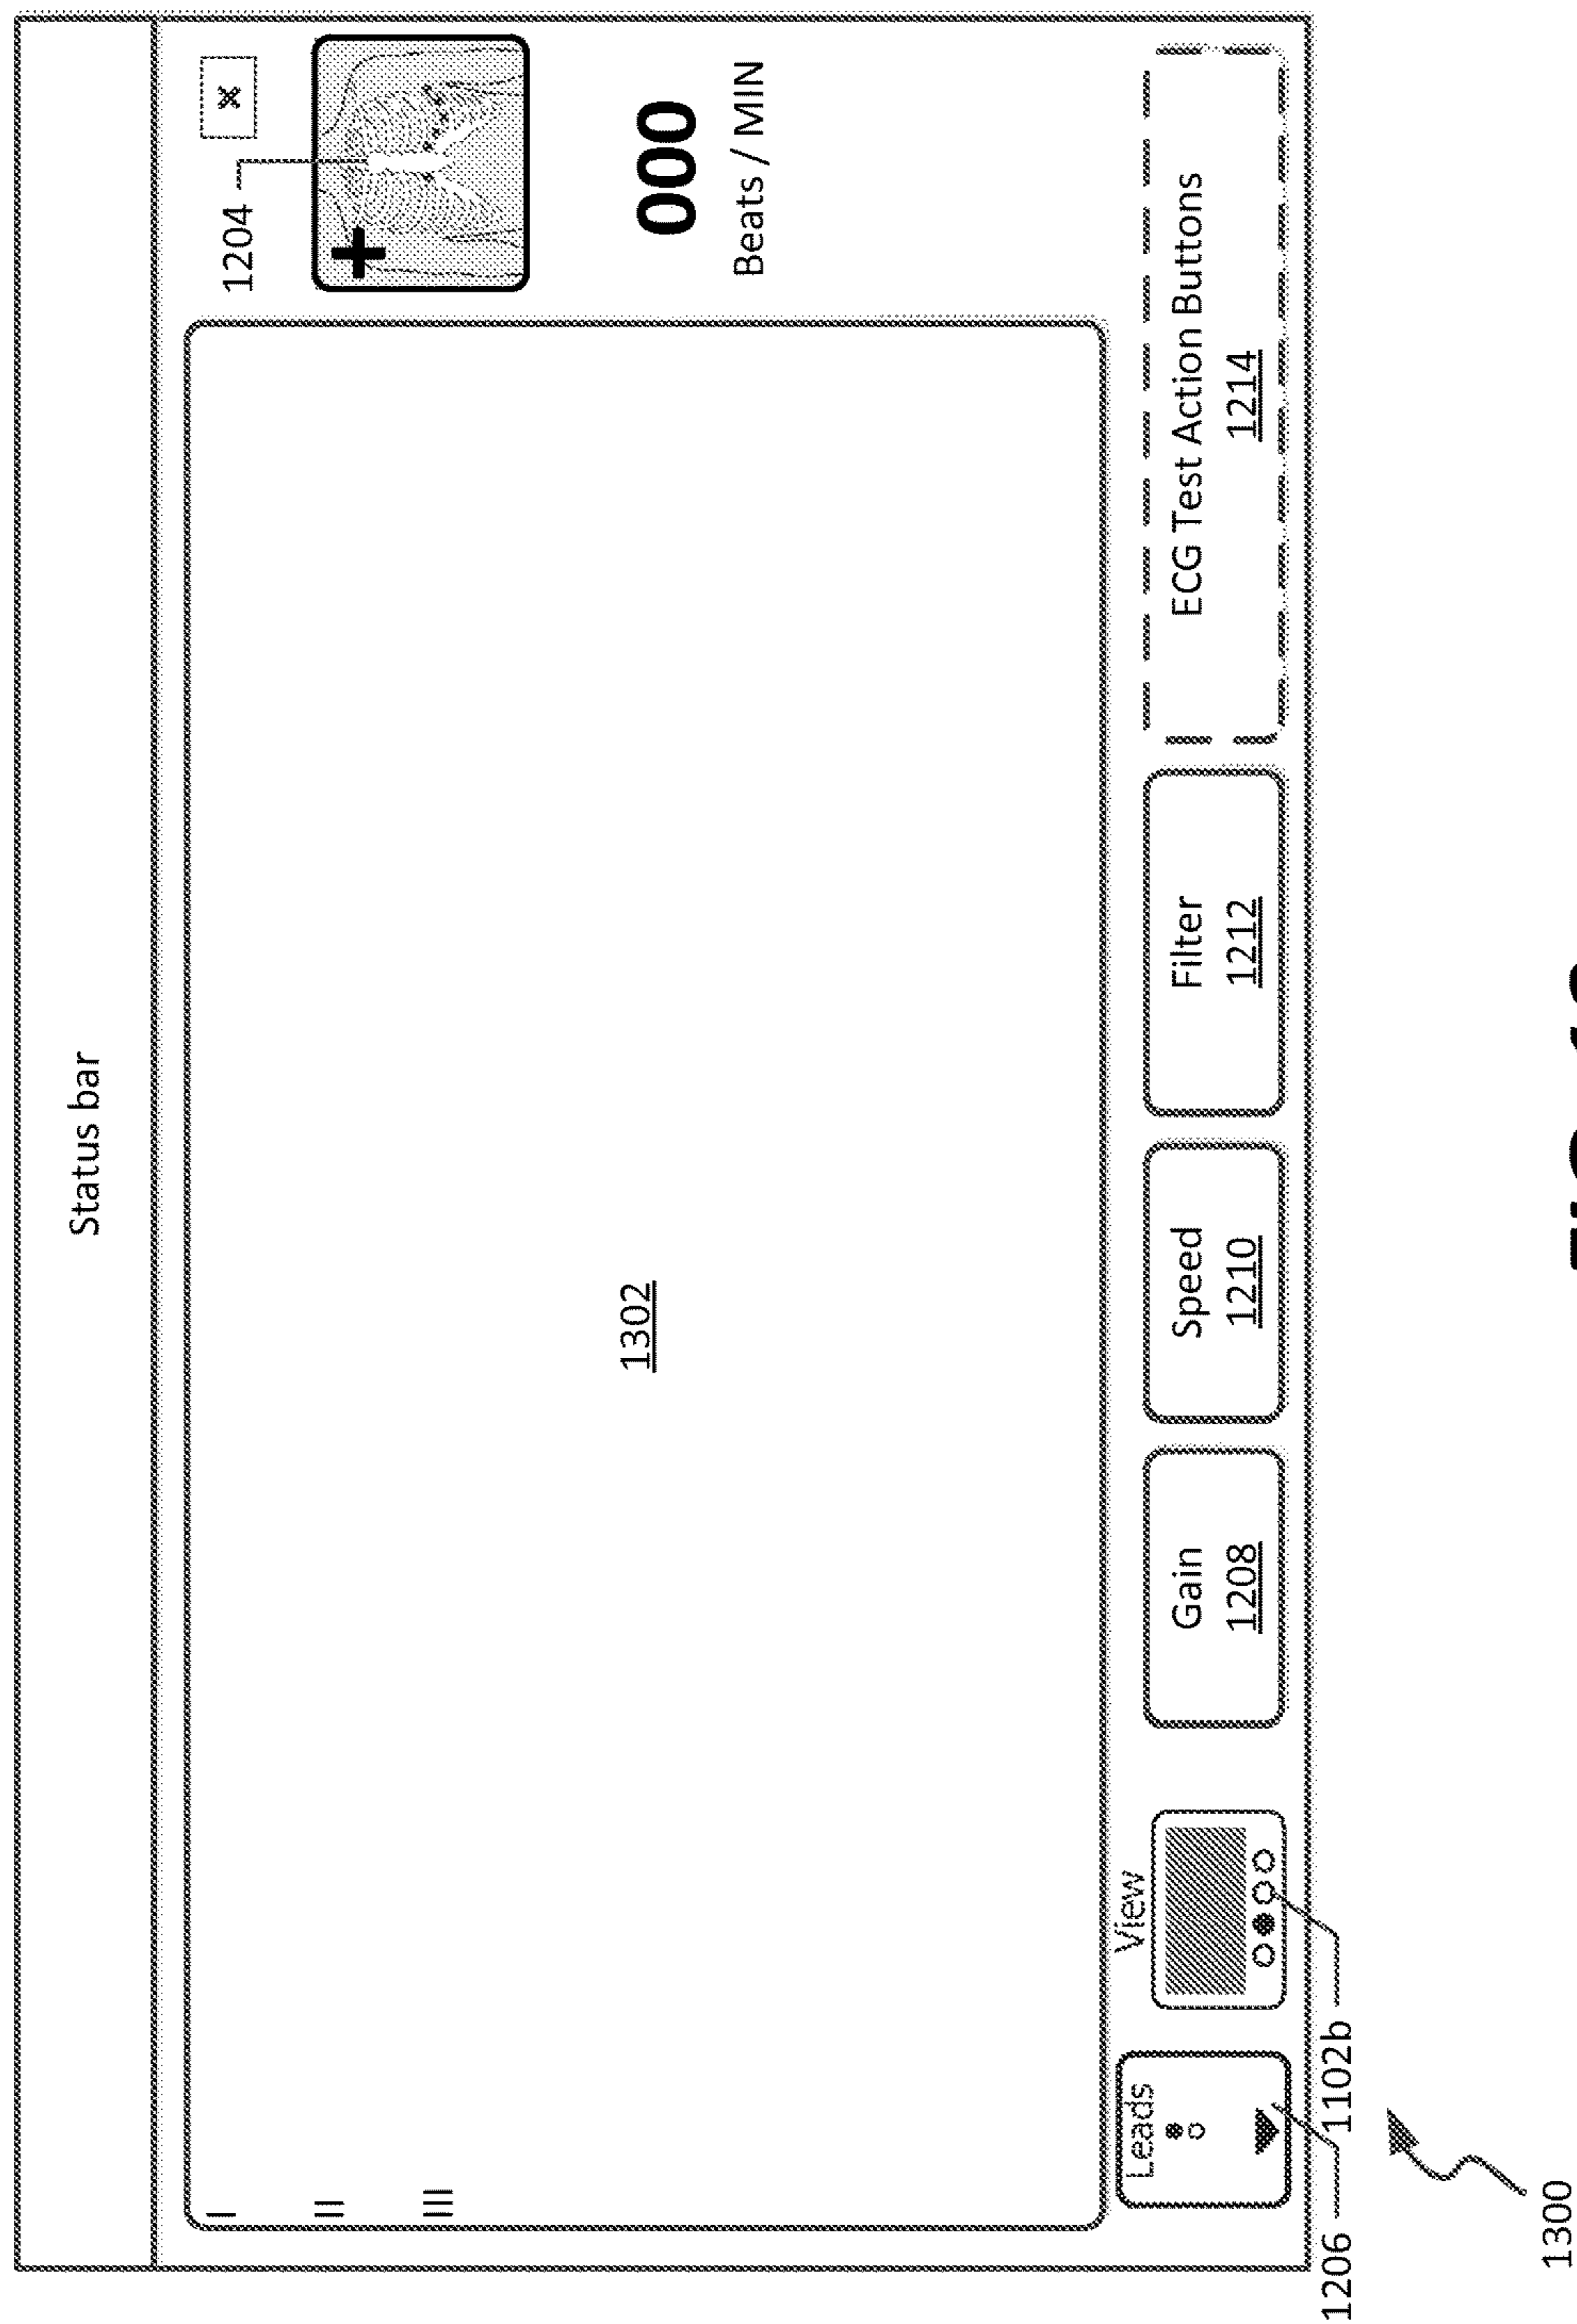 Status bar
1204
x
I
II
III
1302
000
Beats / MIN
Leads
View
Gain
1208
Speed
1210
Filter
1212
ECG Test Action Buttons
1214
1206
1102b
1300